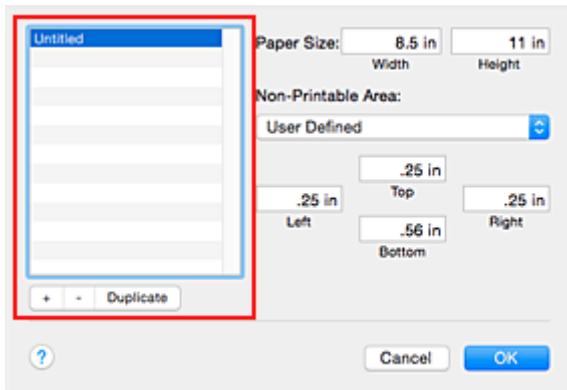 Untitled
Paper Size: 8.5 in 11 in
Width Height
Non-Printable Area:
User Defined
.25 in
Top
.25 in .25 in
Left Right
.56 in
Bottom
+ - Duplicate
? Cancel OK